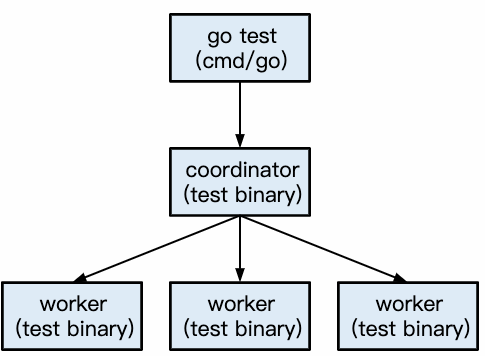 go test
(cmd/go)
coordinator
(test binary)
worker
(test binary)
worker
(test binary)
worker
(test binary)